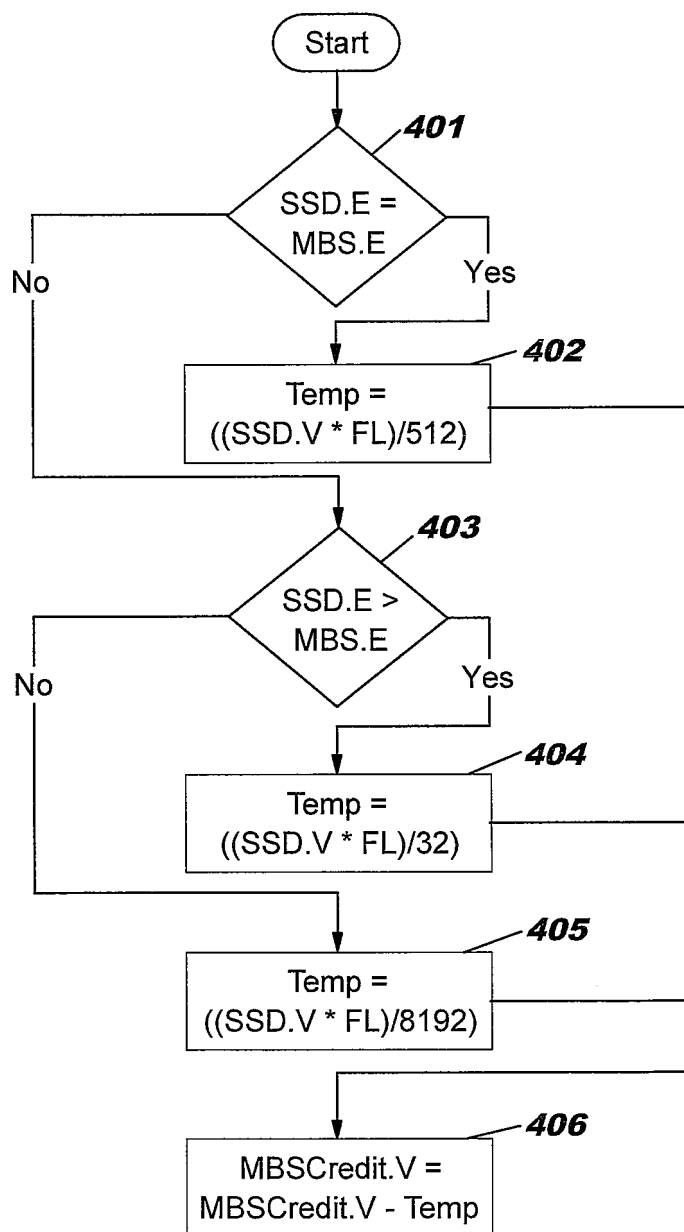 Start
401
SSD.E =
MBS.E
No
Yes
402
Temp =
((SSD.V * FL)/512)
403
SSD.E >
MBS.E
No
Yes
404
Temp =
((SSD.V * FL)/32)
405
Temp =
((SSD.V * FL)/8192)
406
MBSCredit.V =
MBSCredit.V - Temp